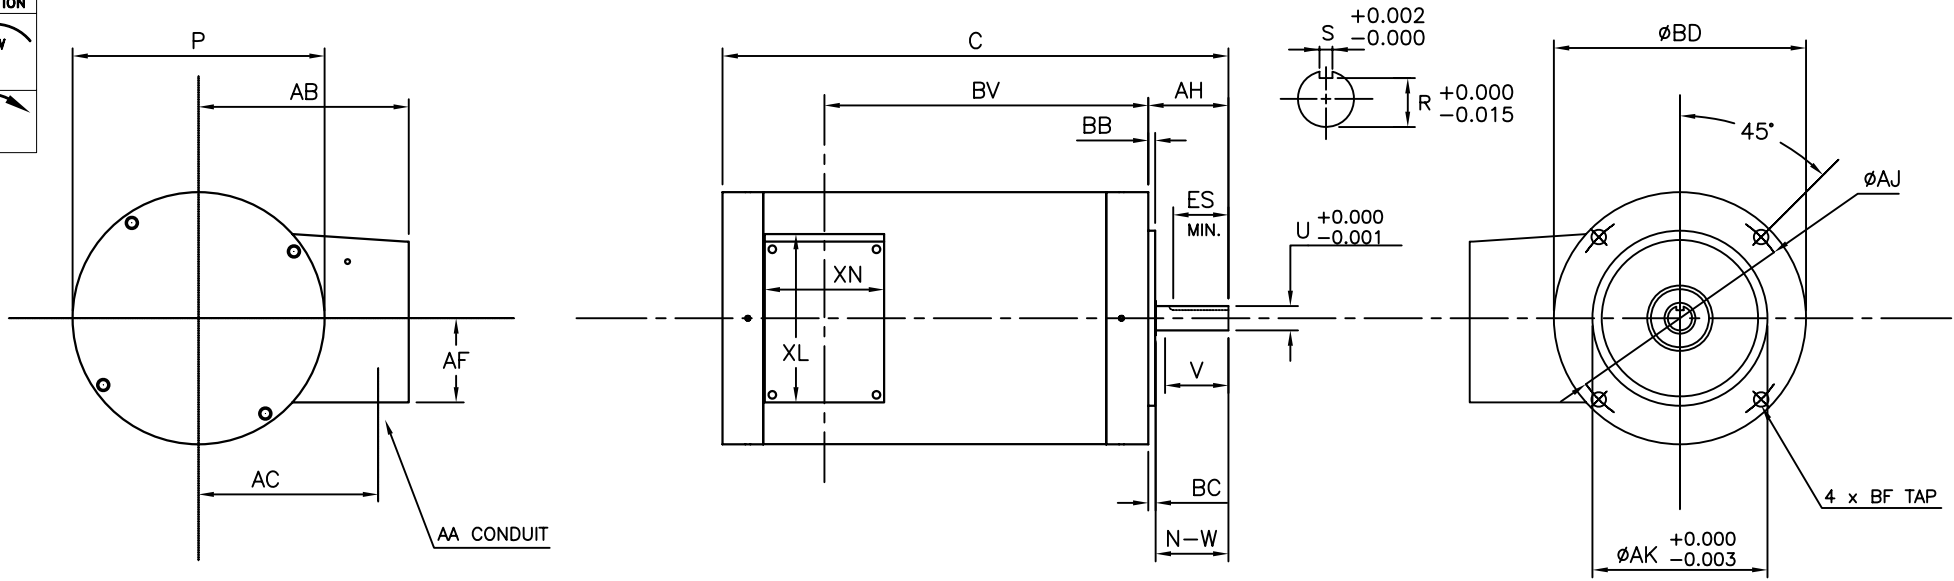 ION
W
P
AB
AF
AC
AA CONDUIT
C
BV
AH
BB
ES
MIN.
XN
XL
U +0.000
-0.001
V
BC
N-W
S +0.002
-0.000
R +0.000
-0.015
øBD
45°
øAJ
4 x BF TAP
øAK +0.000
-0.003